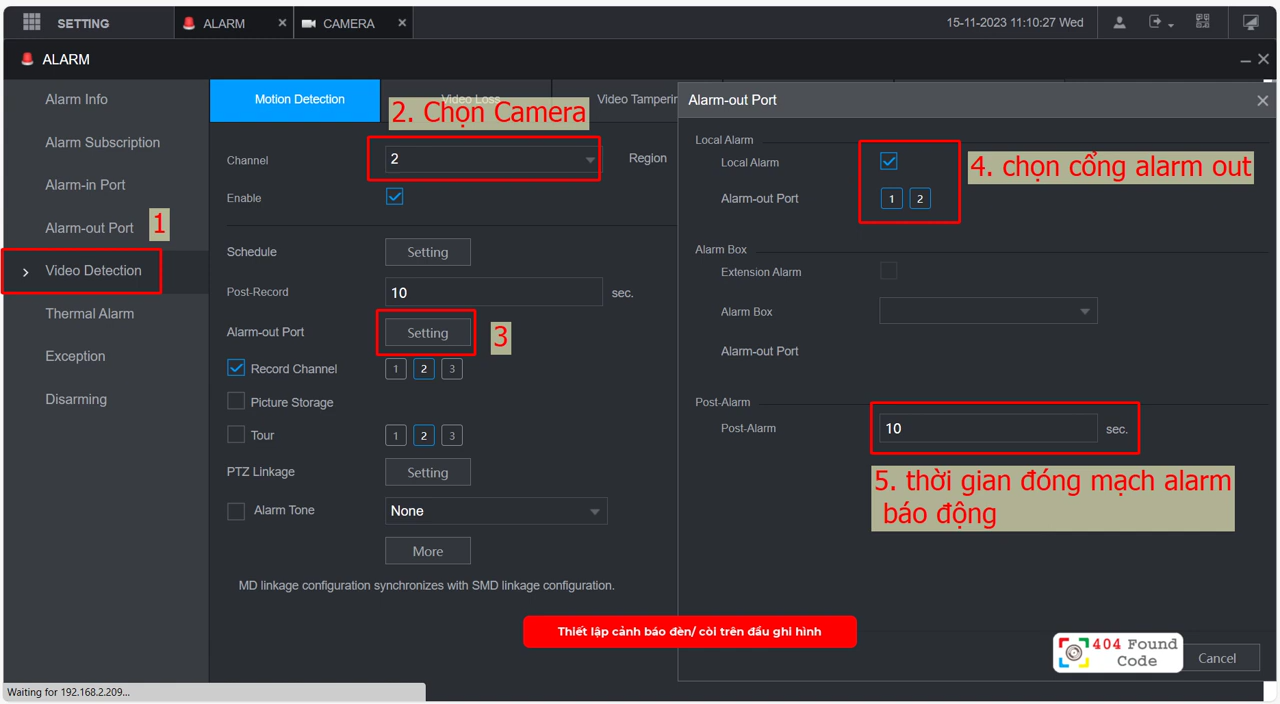 SETTING
ALARM
CAMERA
15-11-2023 11:10:27 Wed
ALARM
Alarm Info
Alarm Subscription
Alarm-in Port
Alarm-out Port
1
Video Detection
Thermal Alarm
Exception
Disarming
Motion Detection
Video Loss
Video Tamperin
2. Chọn Camera
Channel
2
Region
Enable
Schedule
Setting
Post-Record
10
sec.
Alarm-out Port
Setting
3
Record Channel
1 2 3
Picture Storage
Tour
1 2 3
PTZ Linkage
Setting
Alarm Tone
None
More
MD linkage configuration synchronizes with SMD linkage configuration.
Alarm-out Port
Local Alarm
Local Alarm
Alarm-out Port
1 2
4. chọn cổng alarm out
Alarm Box
Extension Alarm
Alarm Box
Alarm-out Port
Post-Alarm
Post-Alarm
10
sec.
5. thời gian đóng mạch alarm
báo động
Thiết lập cảnh báo đèn/ còi trên đầu ghi hình
404 Found
Code
Cancel
Waiting for 192.168.2.209...